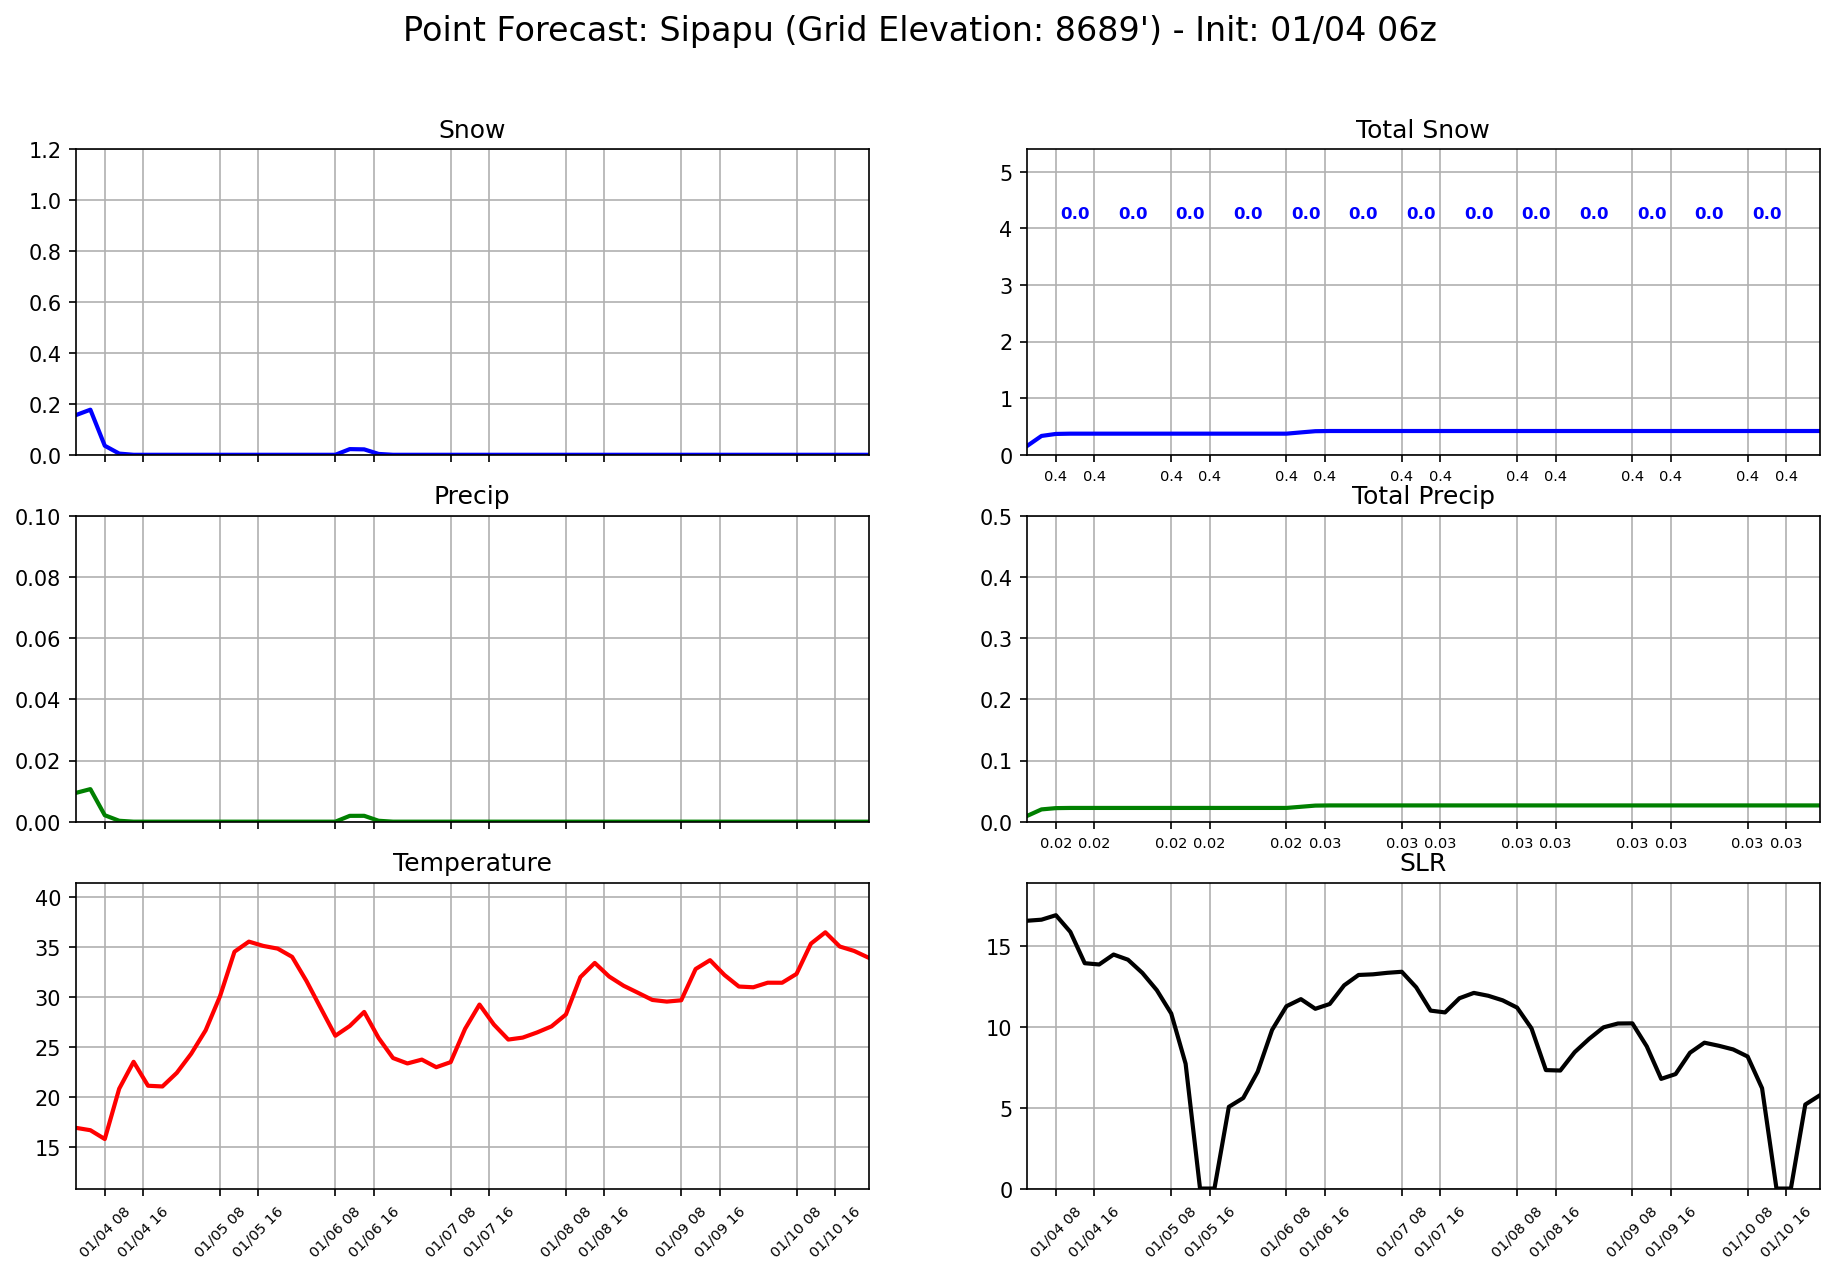 Point Forecast: Sipapu (Grid Elevation: 8689') - Init: 01/04 06z
Snow
1.2
1.0
0.8
0.6
0.4
0.2
0.0
Total Snow
5
4
3
2
1
0
0.0 0.0 0.0 0.0 0.0 0.0 0.0 0.0 0.0 0.0 0.0 0.0 0.0
0.4 0.4 0.4 0.4 0.4 0.4 0.4 0.4 0.4 0.4 0.4 0.4 0.4 0.4
Precip
0.10
0.08
0.06
0.04
0.02
0.00
Total Precip
0.5
0.4
0.3
0.2
0.1
0.0
0.02 0.02 0.02 0.02 0.02 0.03 0.03 0.03 0.03 0.03 0.03 0.03 0.03 0.03
Temperature
40
35
30
25
20
15
01/04 08 01/04 16 01/05 08 01/05 16 01/06 08 01/06 16 01/07 08 01/07 16 01/08 08 01/08 16 01/09 08 01/09 16 01/10 08 01/10 16
SLR
15
10
5
0
01/04 08 01/04 16 01/05 08 01/05 16 01/06 08 01/06 16 01/07 08 01/07 16 01/08 08 01/08 16 01/09 08 01/09 16 01/10 08 01/10 16